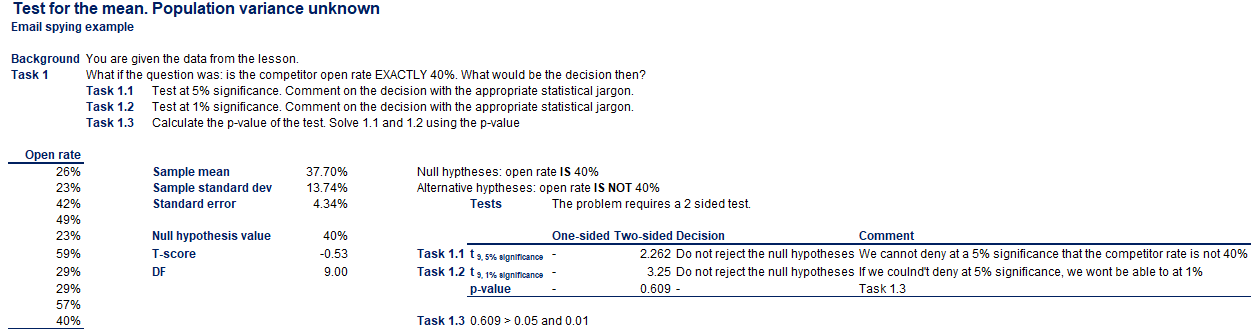 Test for the mean. Population variance unknown
Email spying example
Background You are given the data from the lesson.
Task 1 What if the question was: is the competitor open rate EXACTLY 40%. What would be the decision then?
Task 1.1 Test at 5% significance. Comment on the decision with the appropriate statistical jargon.
Task 1.2 Test at 1% significance. Comment on the decision with the appropriate statistical jargon.
Task 1.3 Calculate the p-value of the test. Solve 1.1 and 1.2 using the p-value
Open rate
26% Sample mean 37.70% Null hyptheses: open rate IS 40%
23% Sample standard dev 13.74% Alternative hyptheses: open rate IS NOT 40%
42% Standard error 4.34% Tests The problem requires a 2 sided test.
49%
23% Null hypothesis value 40% One-sided Two-sided Decision Comment
59% T-score -0.53 Task 1.1 t 9, 5% significance - 2.262 Do not reject the null hypotheses We cannot deny at a 5% significance that the competitor rate is not 40%
29% DF 9.00 Task 1.2 t 9, 1% significance - 3.25 Do not reject the null hypotheses If we coulnd't deny at 5% significance, we wont be able to at 1%
29% p-value - 0.609 - Task 1.3
57%
40% Task 1.3 0.609 > 0.05 and 0.01